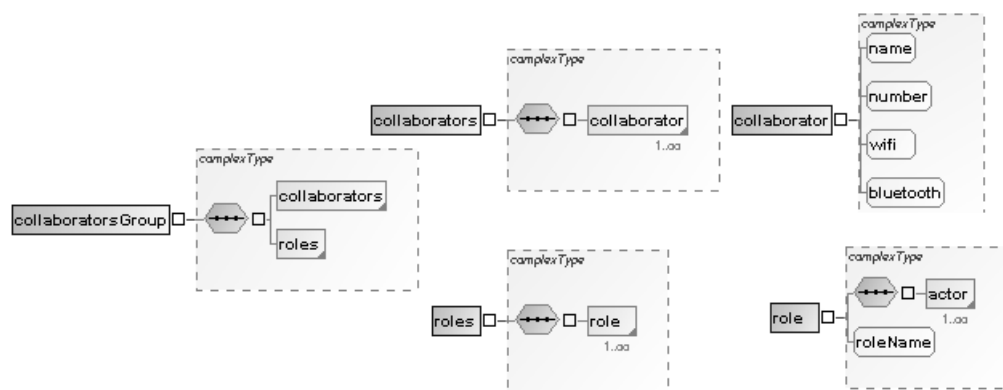 complexType
name
number
wifi
bluetooth
collaborator
complexType
collaborators
collaborator
1..∞
complexType
collaboratorsGroup
collaborators
roles
complexType
roles
role
1..∞
complexType
role
actor
1..∞
roleName